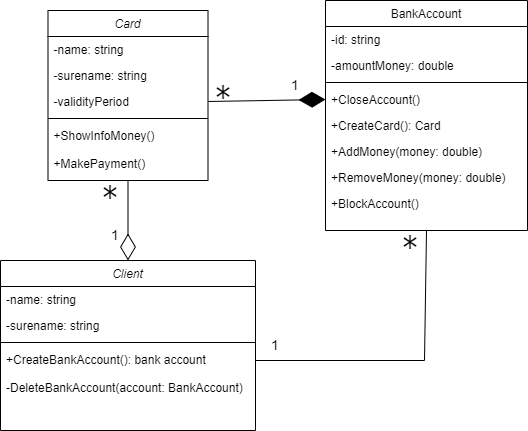 Card
-name: string
-surename: string
-validityPeriod
+ShowInfoMoney()
+MakePayment()
BankAccount
-id: string
-amountMoney: double
+CloseAccount()
+CreateCard(): Card
+AddMoney(money: double)
+RemoveMoney(money: double)
+BlockAccount()
*
1
*
1
*
1
Client
-name: string
-surename: string
+CreateBankAccount(): bank account
-DeleteBankAccount(account: BankAccount)